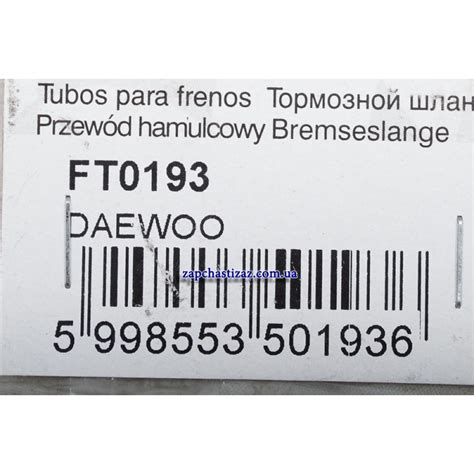 Tubos para frenos Тормозной шлан
Przewód hamulcowy Bremseslange
FT0193
DAEWOO
zapchastizaz.com.ua
5 998553 501936